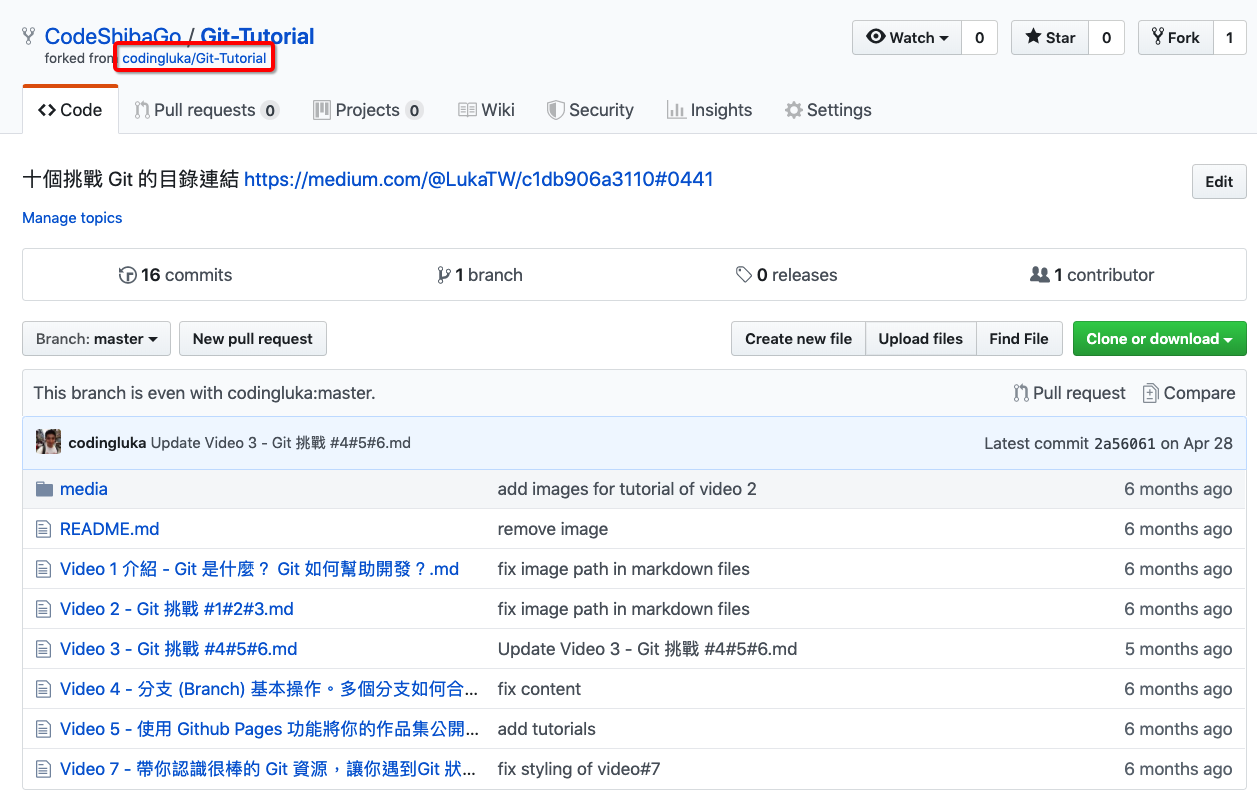 CodeShibaGo / Git-Tutorial
forked from codingluka/Git-Tutorial
Watch 0 Star 0 Fork 1
Code Pull requests 0 Projects 0 Wiki Security Insights Settings
十個挑戰 Git 的目錄連結 https://medium.com/@LukaTW/c1db906a3110#0441
Edit
Manage topics
16 commits 1 branch 0 releases 1 contributor
Branch: master New pull request Create new file Upload files Find File Clone or download
This branch is even with codingluka:master. Pull request Compare
codingluka Update Video 3 - Git 挑戰 #4#5#6.md Latest commit 2a56061 on Apr 28
media add images for tutorial of video 2 6 months ago
README.md remove image 6 months ago
Video 1 介紹 - Git 是什麼？ Git 如何幫助開發？.md fix image path in markdown files 6 months ago
Video 2 - Git 挑戰 #1#2#3.md fix image path in markdown files 6 months ago
Video 3 - Git 挑戰 #4#5#6.md Update Video 3 - Git 挑戰 #4#5#6.md 5 months ago
Video 4 - 分支 (Branch) 基本操作。多個分支如何合... fix content 6 months ago
Video 5 - 使用 Github Pages 功能將你的作品集公開... add tutorials 6 months ago
Video 7 - 帶你認識很棒的 Git 資源，讓你遇到Git 狀... fix styling of video#7 6 months ago